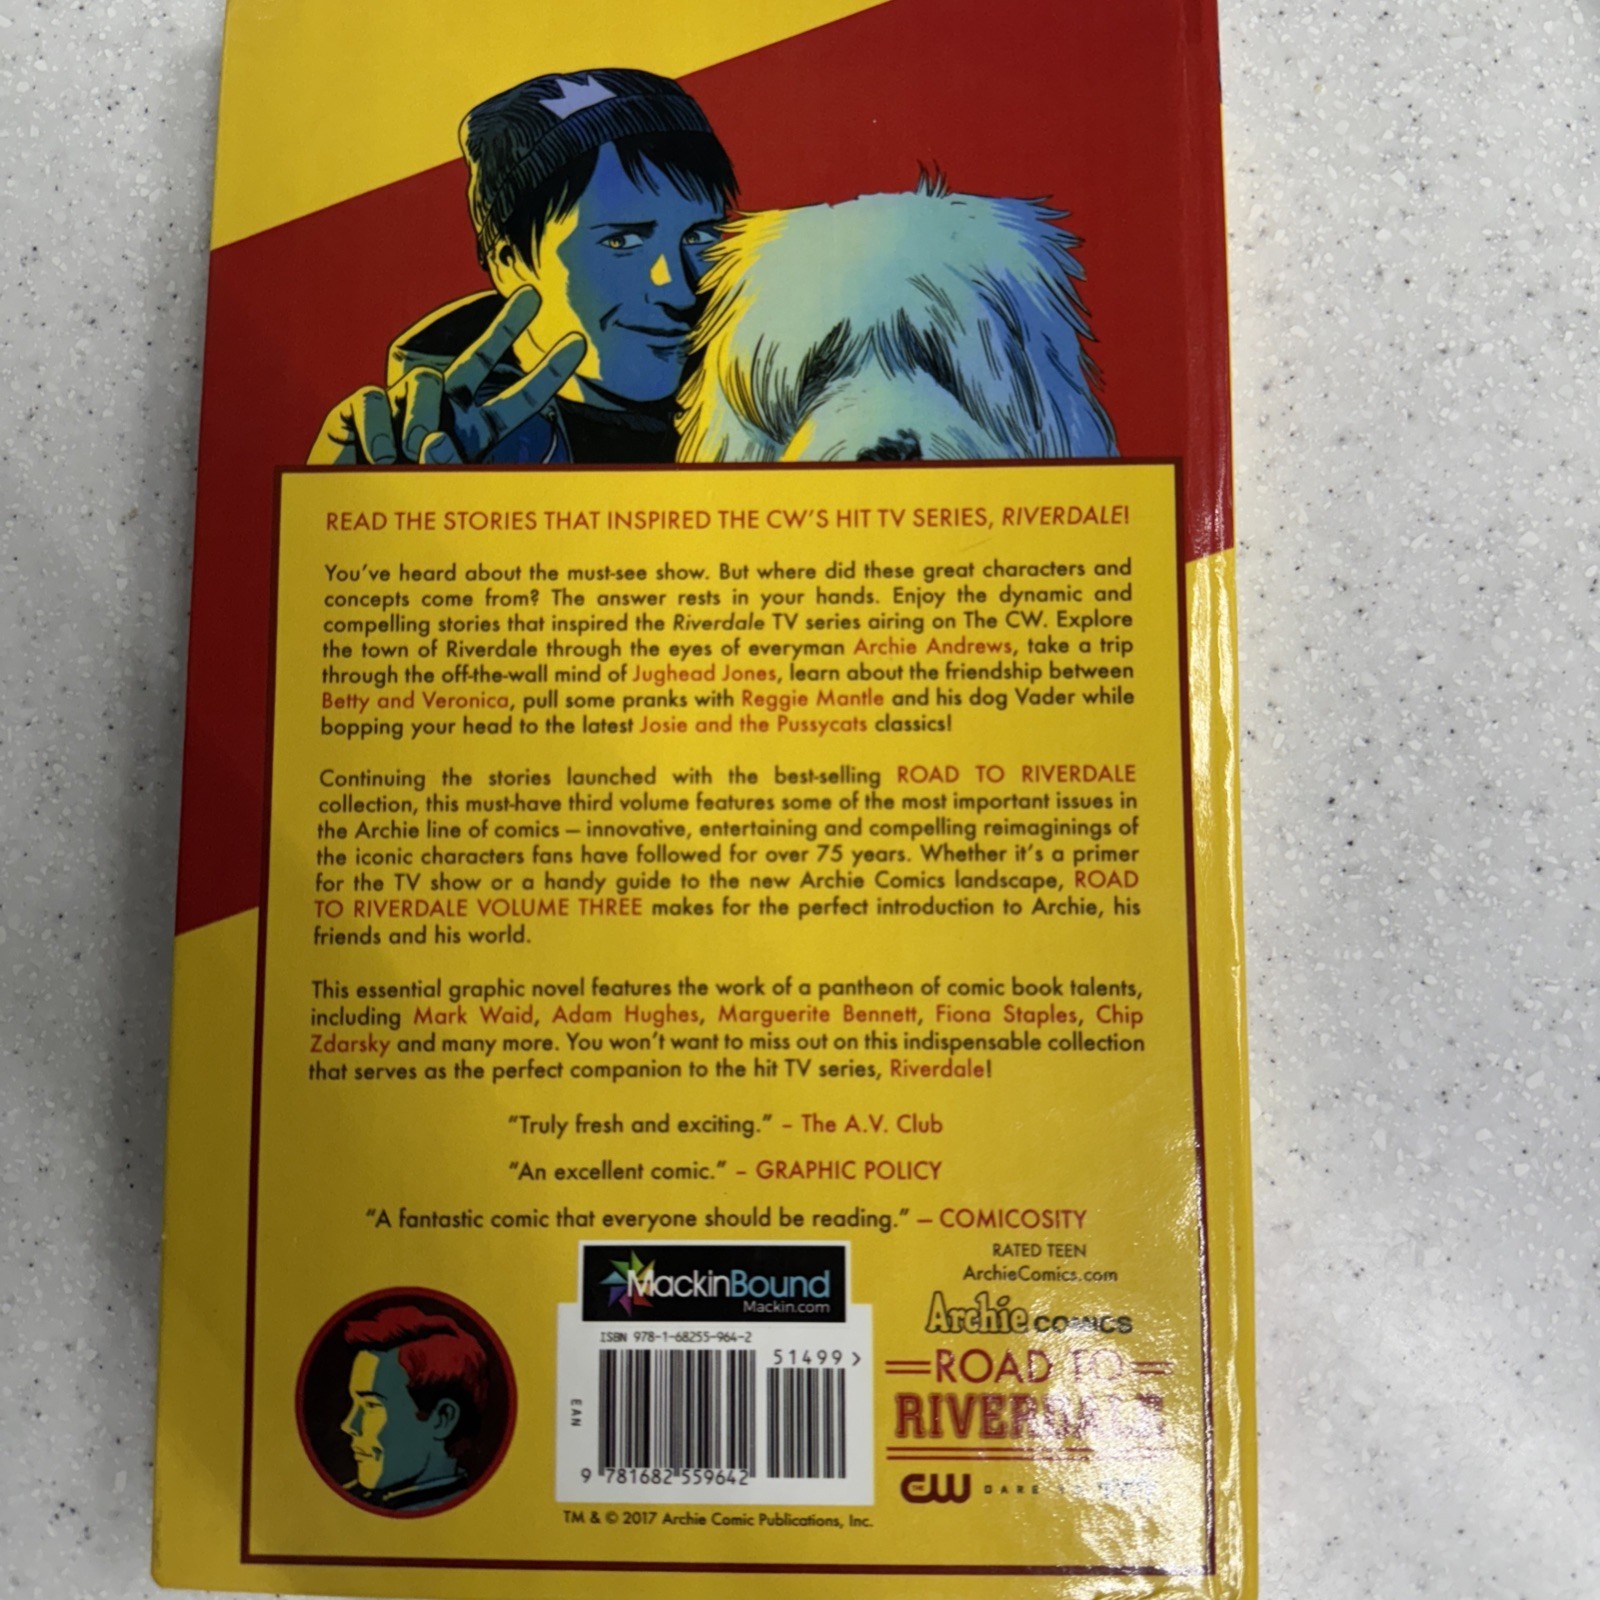 READ THE STORIES THAT INSPIRED THE CW'S HIT TV SERIES, RIVERDALE!
You've heard about the must-see show. But where did these great characters and
concepts come from? The answer rests in your hands. Enjoy the dynamic and
compelling stories that inspired the Riverdale TV series airing on The CW. Explore
the town of Riverdale through the eyes of everyman Archie Andrews, take a trip
through the off-the-wall mind of Jughead Jones, learn about the friendship between
Betty and Veronica, pull some pranks with Reggie Mantle and his dog Vader while
bopping your head to the latest Josie and the Pussycats classics!
Continuing the stories launched with the best-selling ROAD TO RIVERDALE
collection, this must-have third volume features some of the most important issues in
the Archie line of comics – innovative, entertaining and compelling reimaginings of
the iconic characters fans have followed for over 75 years. Whether it's a primer
for the TV show or a handy guide to the new Archie Comics landscape, ROAD
TO RIVERDALE VOLUME THREE makes for the perfect introduction to Archie, his
friends and his world.
This essential graphic novel features the work of a pantheon of comic book talents,
including Mark Waid, Adam Hughes, Marguerite Bennett, Fiona Staples, Chip
Zdarsky and many more. You won't want to miss out on this indispensable collection
that serves as the perfect companion to the hit TV series, Riverdale!
"Truly fresh and exciting." – The A.V. Club
"An excellent comic." – GRAPHIC POLICY
"A fantastic comic that everyone should be reading." – COMICOSITY
RATED TEEN
ArchieComics.com
MackinBound
Mackin.com
ISBN 978-1-68255-964-2
51499>
EAN
9 781682 559642
TM & © 2017 Archie Comic Publications, Inc.
Archie COMICS
ROAD TO
RIVERDALE
THE CW DARE